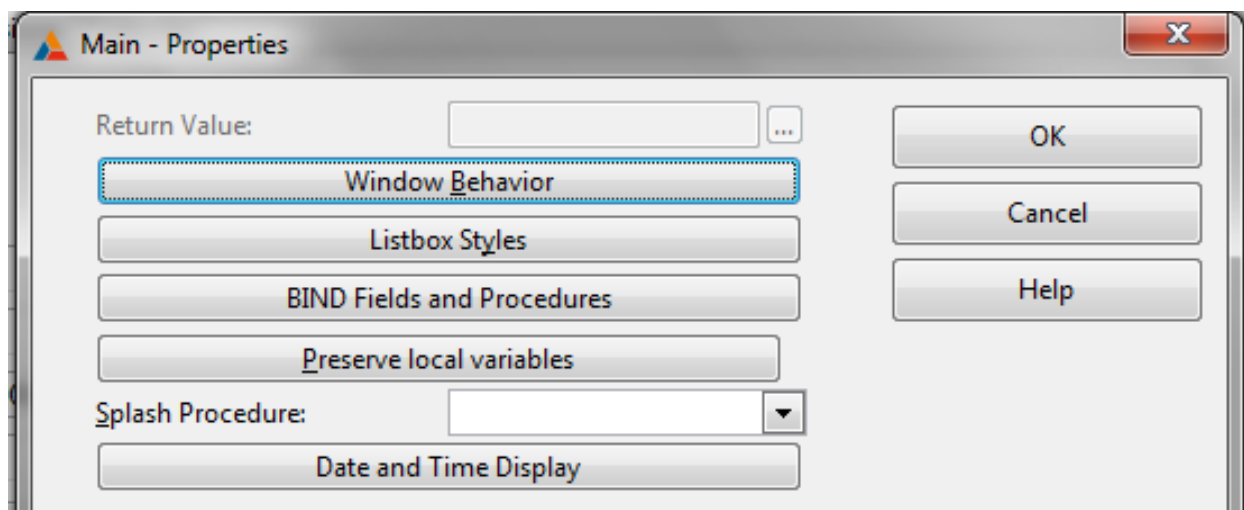 Main - Properties
Return Value: ...
OK
Window Behavior
Cancel
Listbox Styles
BIND Fields and Procedures
Help
Preserve local variables
Splash Procedure:
Date and Time Display